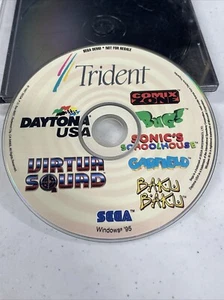 SEGA DEMO • NOT FOR RESALE
Trident
COMIX
ZONE
DAYTONA
USA
BUG!
SONIC'S
SCHOOLHOUSE
VIRTUA
SQUAD
GARFIELD
BAKU
BAKU
SEGA
Windows '95